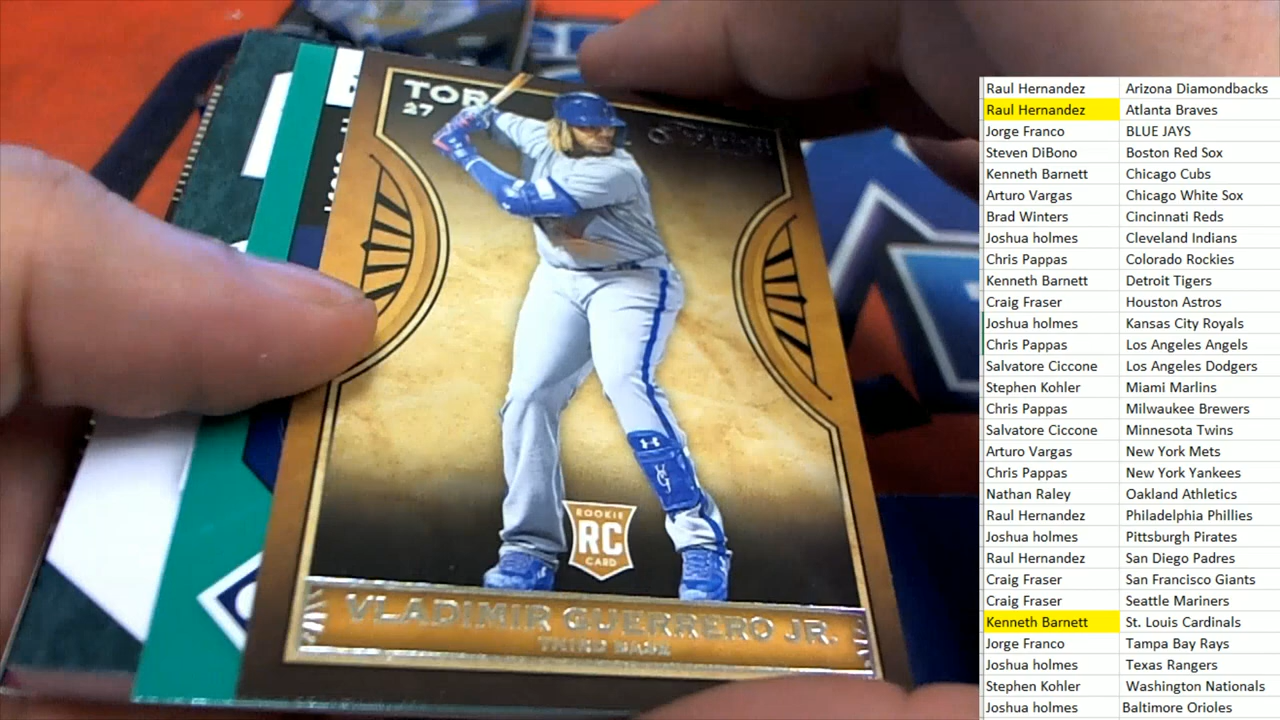 TOR
27
ROOKIE
RC
CARD
VLADIMIR GUERRERO JR.
THIRD BASE
Raul Hernandez Arizona Diamondbacks
Raul Hernandez Atlanta Braves
Jorge Franco BLUE JAYS
Steven DiBono Boston Red Sox
Kenneth Barnett Chicago Cubs
Arturo Vargas Chicago White Sox
Brad Winters Cincinnati Reds
Joshua holmes Cleveland Indians
Chris Pappas Colorado Rockies
Kenneth Barnett Detroit Tigers
Craig Fraser Houston Astros
Joshua holmes Kansas City Royals
Chris Pappas Los Angeles Angels
Salvatore Ciccone Los Angeles Dodgers
Stephen Kohler Miami Marlins
Chris Pappas Milwaukee Brewers
Salvatore Ciccone Minnesota Twins
Arturo Vargas New York Mets
Chris Pappas New York Yankees
Nathan Raley Oakland Athletics
Raul Hernandez Philadelphia Phillies
Joshua holmes Pittsburgh Pirates
Raul Hernandez San Diego Padres
Craig Fraser San Francisco Giants
Craig Fraser Seattle Mariners
Kenneth Barnett St. Louis Cardinals
Jorge Franco Tampa Bay Rays
Joshua holmes Texas Rangers
Stephen Kohler Washington Nationals
Joshua holmes Baltimore Orioles